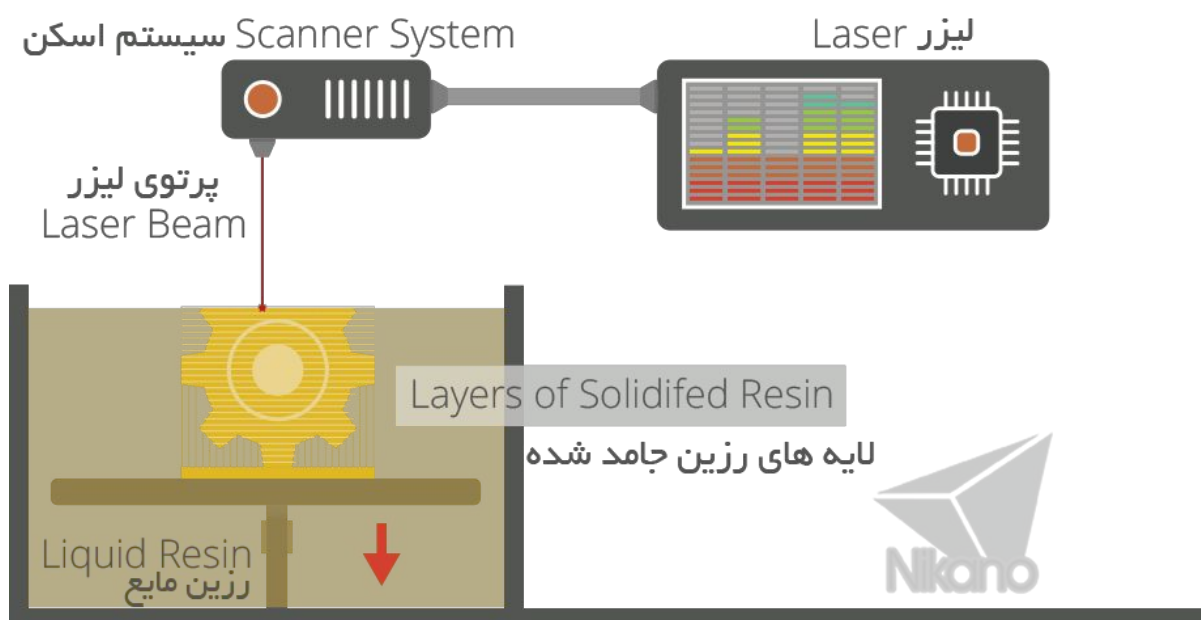 سیستم اسکن Scanner System
لیزر Laser
پرتوی لیزر
Laser Beam
Layers of Solidifed Resin
لایه های رزین جامد شده
Liquid Resin
رزین مایع
Nikano